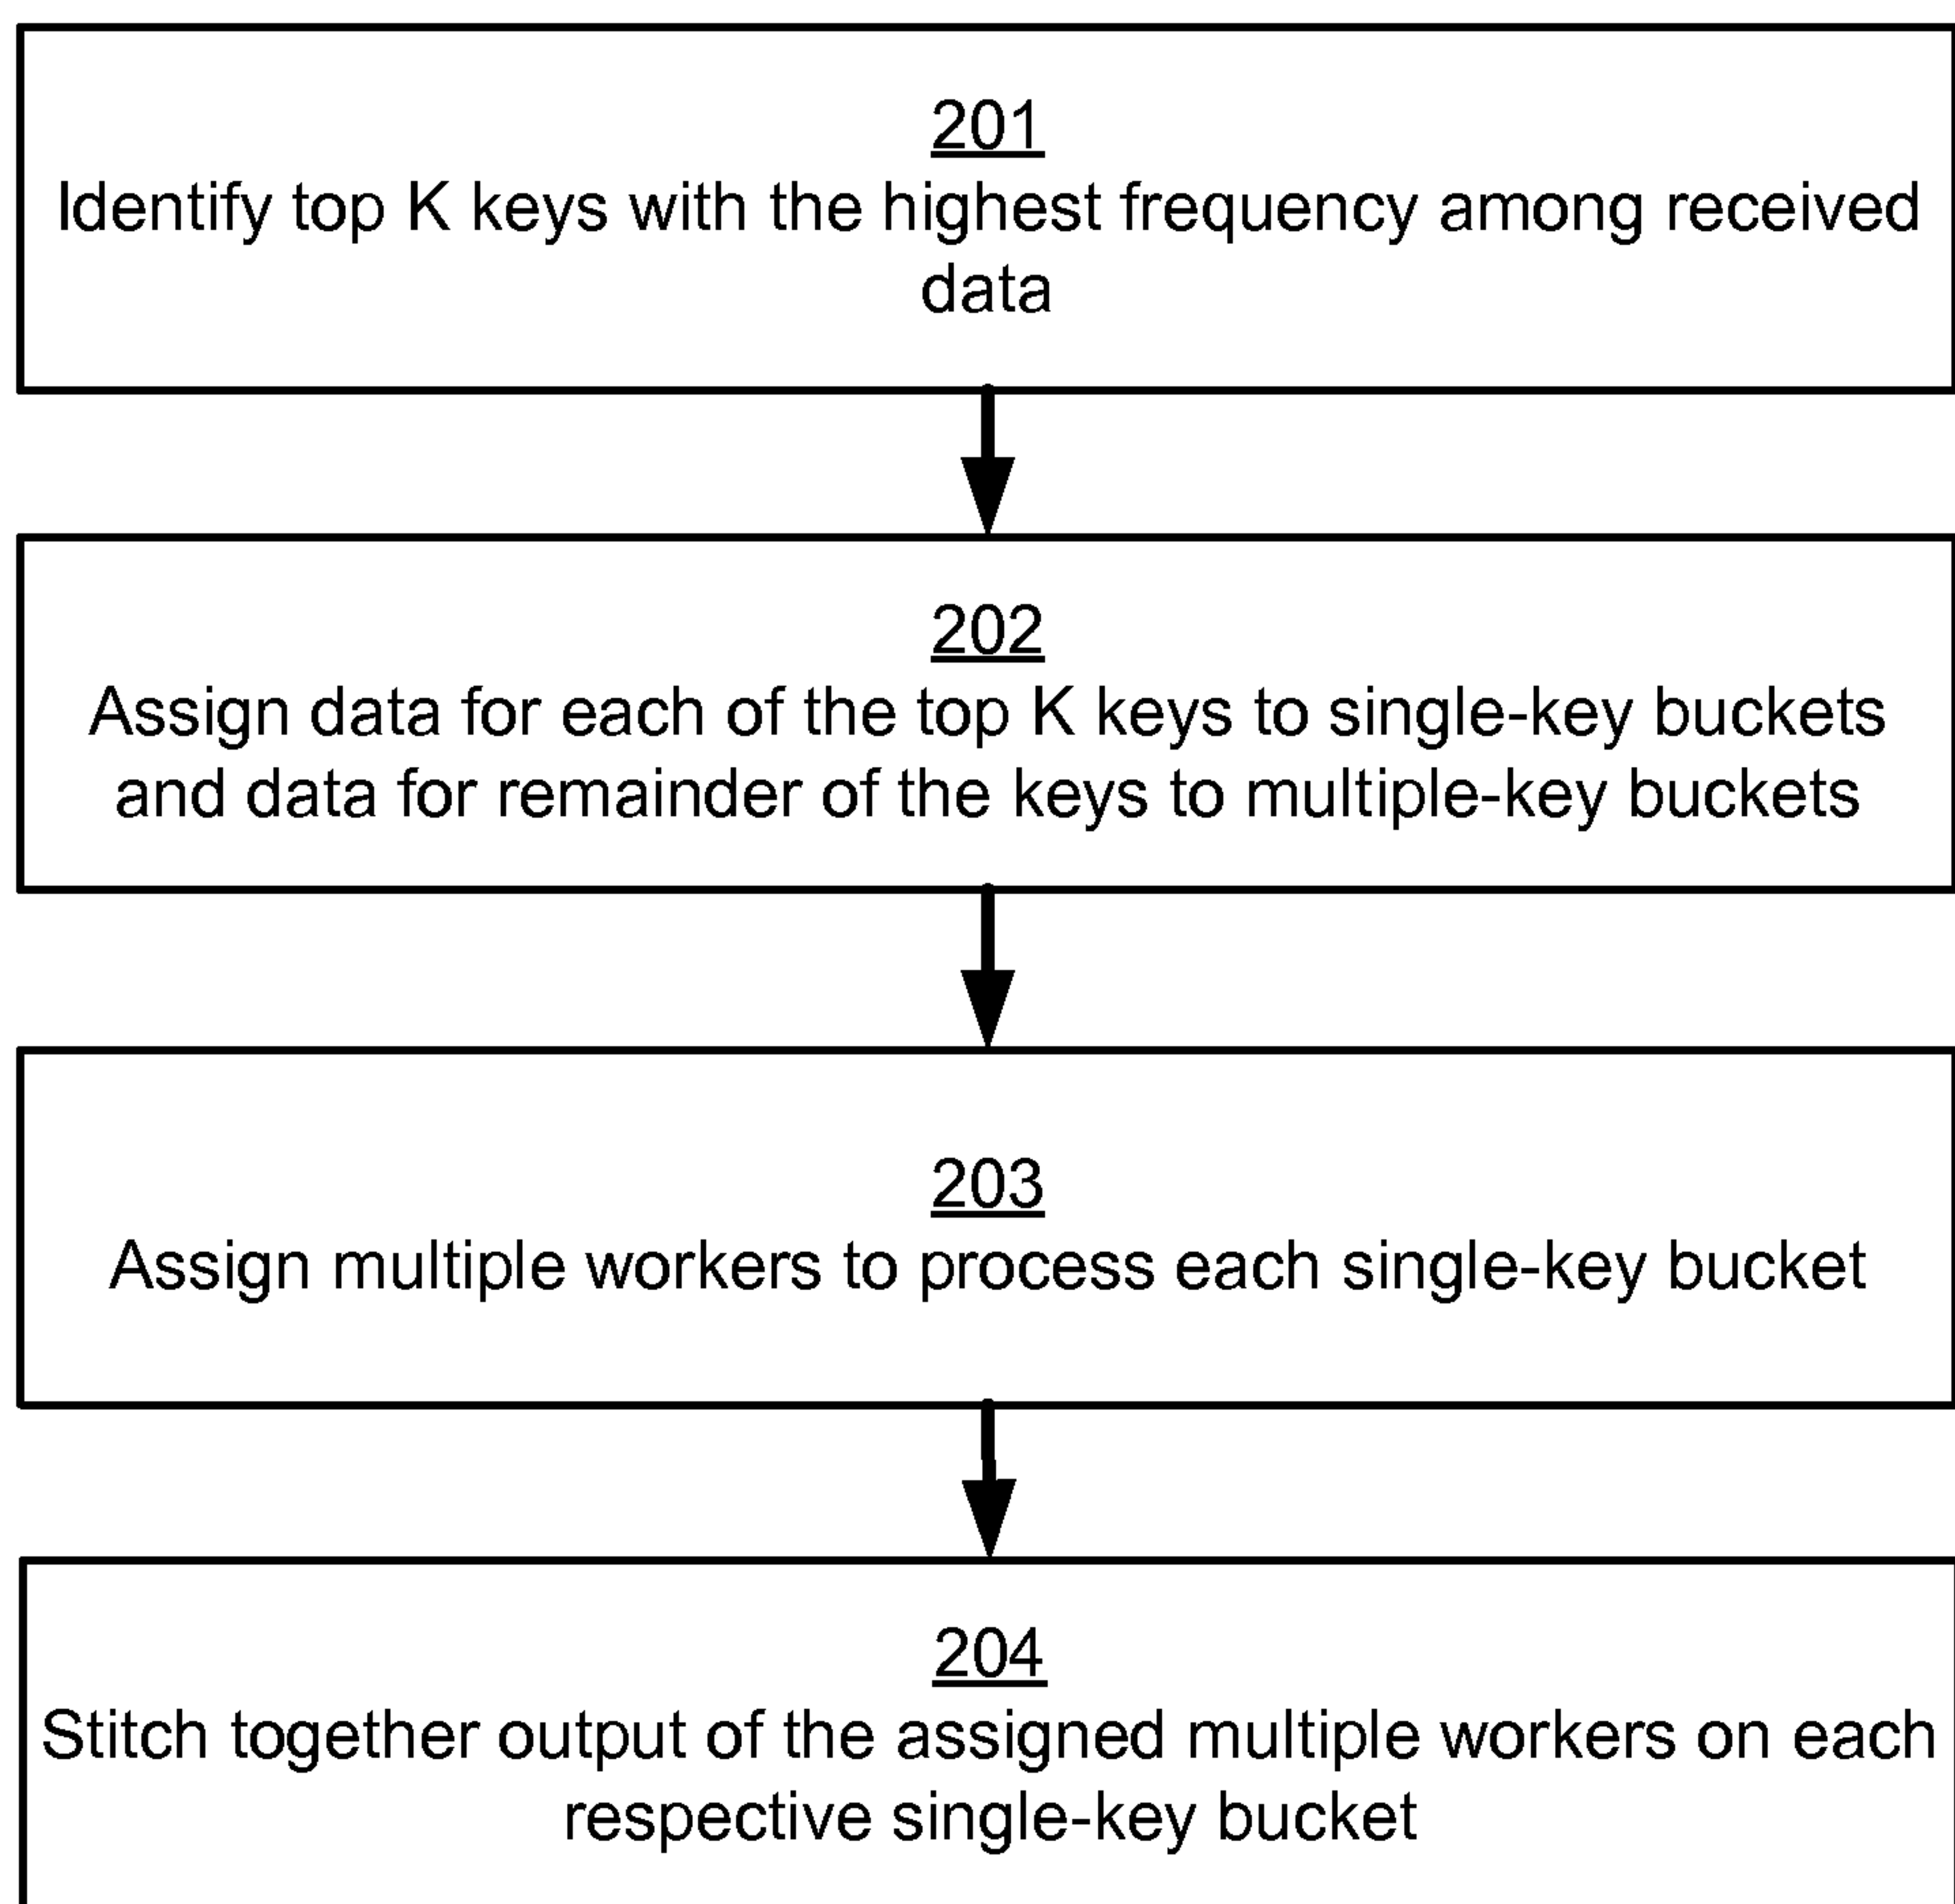 201
Identify top K keys with the highest frequency among received
data
202
Assign data for each of the top K keys to single-key buckets
and data for remainder of the keys to multiple-key buckets
203
Assign multiple workers to process each single-key bucket
204
Stitch together output of the assigned multiple workers on each
respective single-key bucket